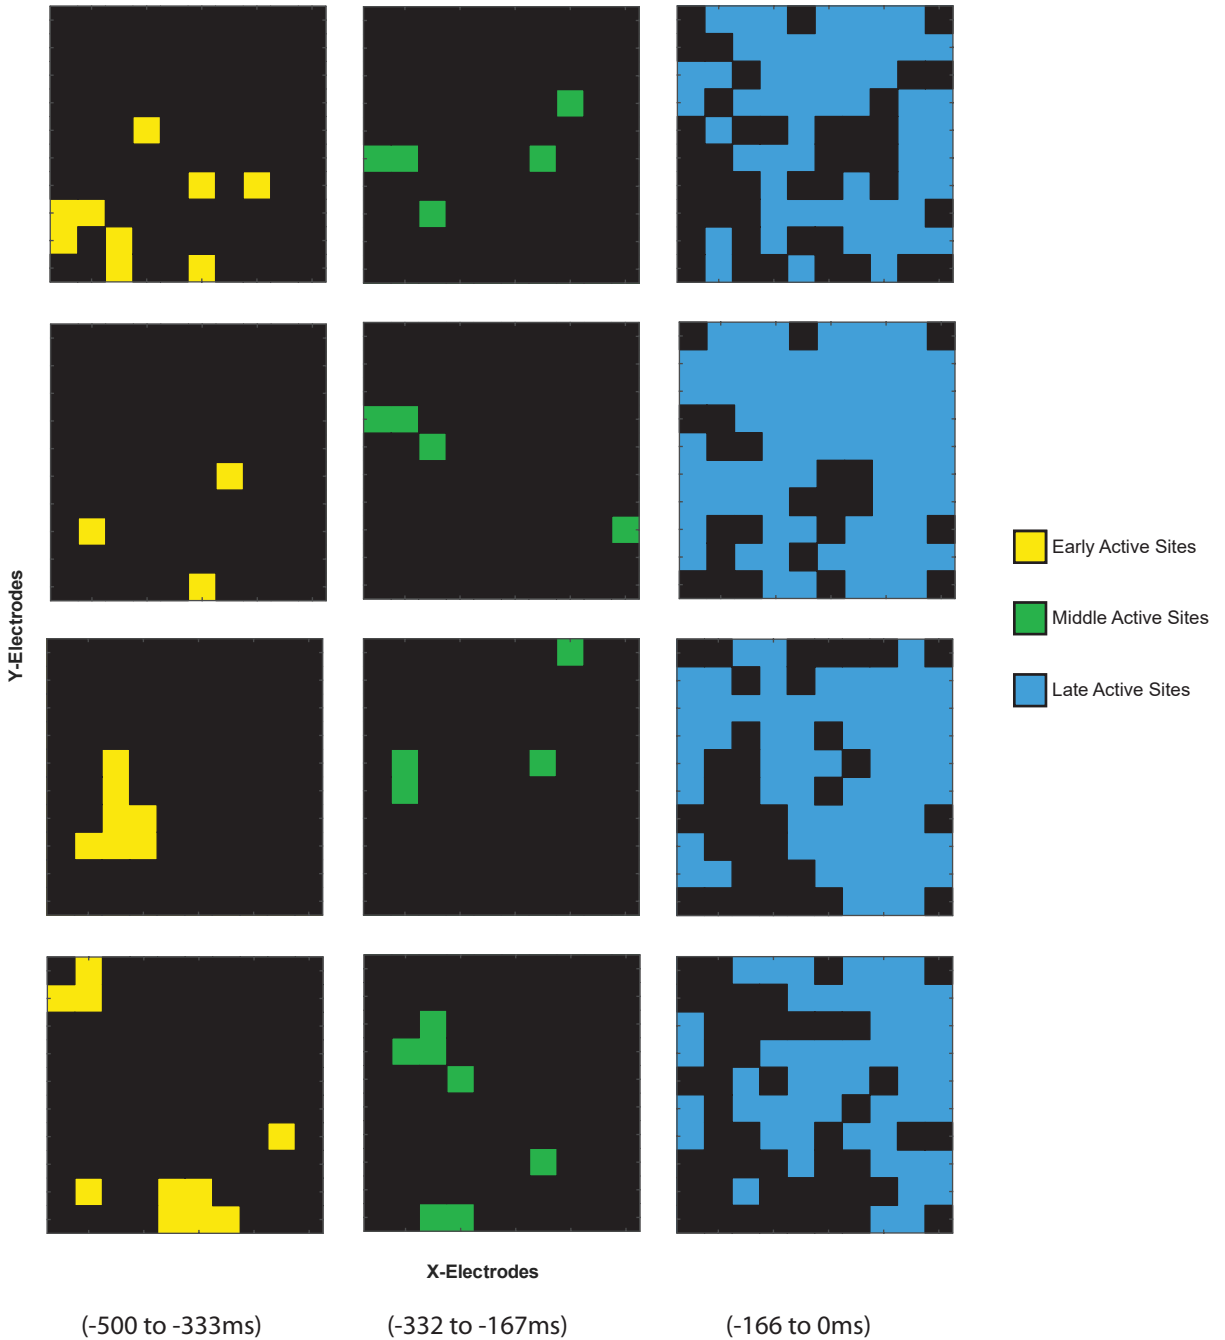 Y-Electrodes
Early Active Sites
Middle Active Sites
Late Active Sites
X-Electrodes
(-500 to -333ms)
(-332 to -167ms)
(-166 to 0ms)